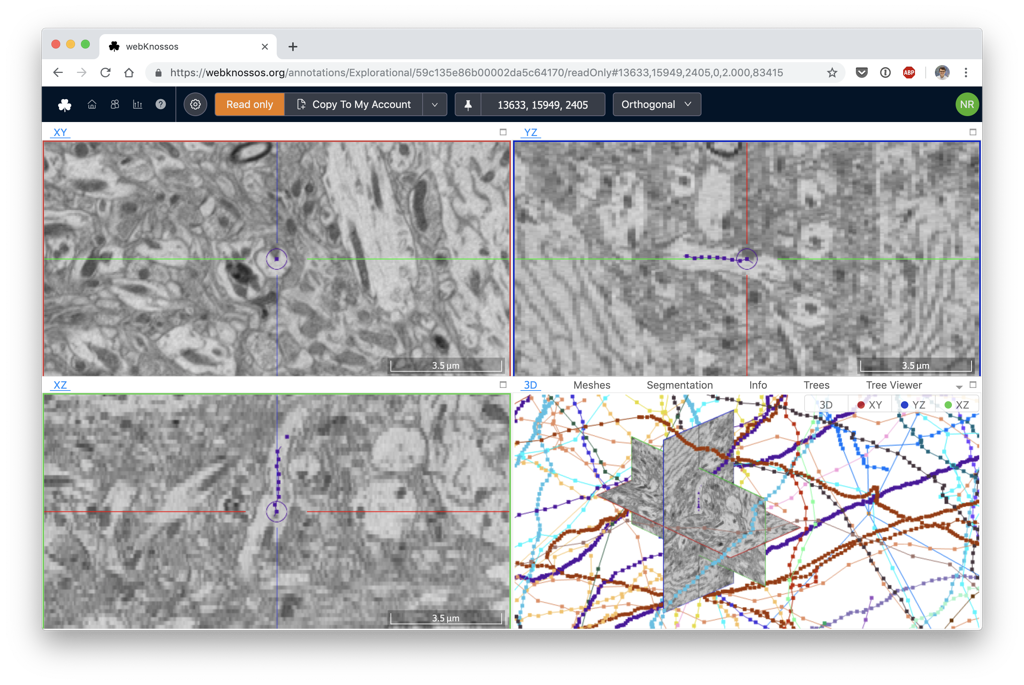 webKnossos
https://webknossos.org/annotations/Explorational/59c135e86b00002da5c64170/readOnly#13633,15949,2405,0,2.000,83415
ABP
Read only
Copy To My Account
13633, 15949, 2405
Orthogonal
NR
XY
YZ
3.5 µm
3.5 µm
XZ
3D
Meshes
Segmentation
Info
Trees
Tree Viewer
3D
XY
YZ
XZ
3.5 µm